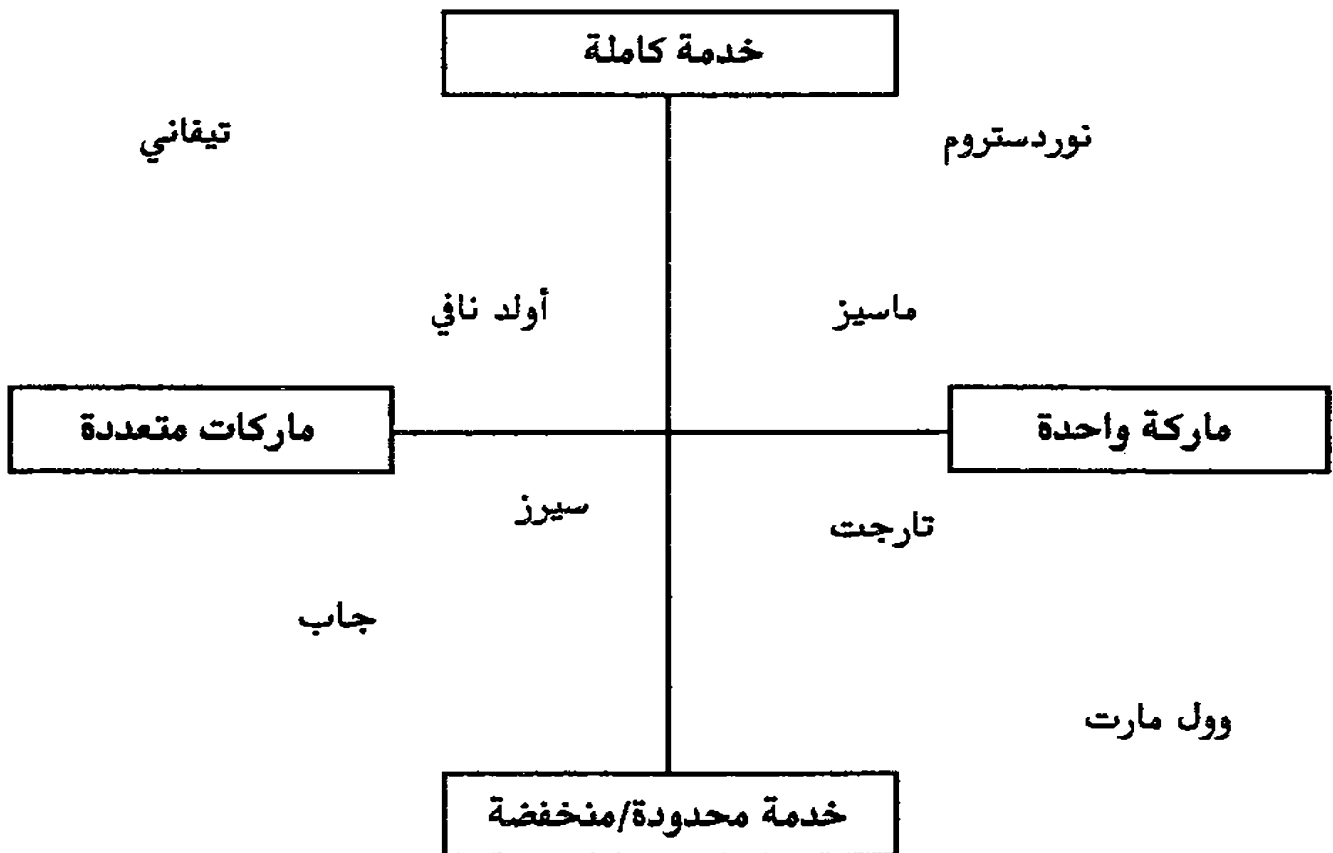 خدمة كاملة
نوردستروم
تيفاني
ماسيز
أولد نافي
ماركة واحدة
ماركات متعددة
سيرز
تارجت
جاب
وول مارت
خدمة محدودة/منخفضة